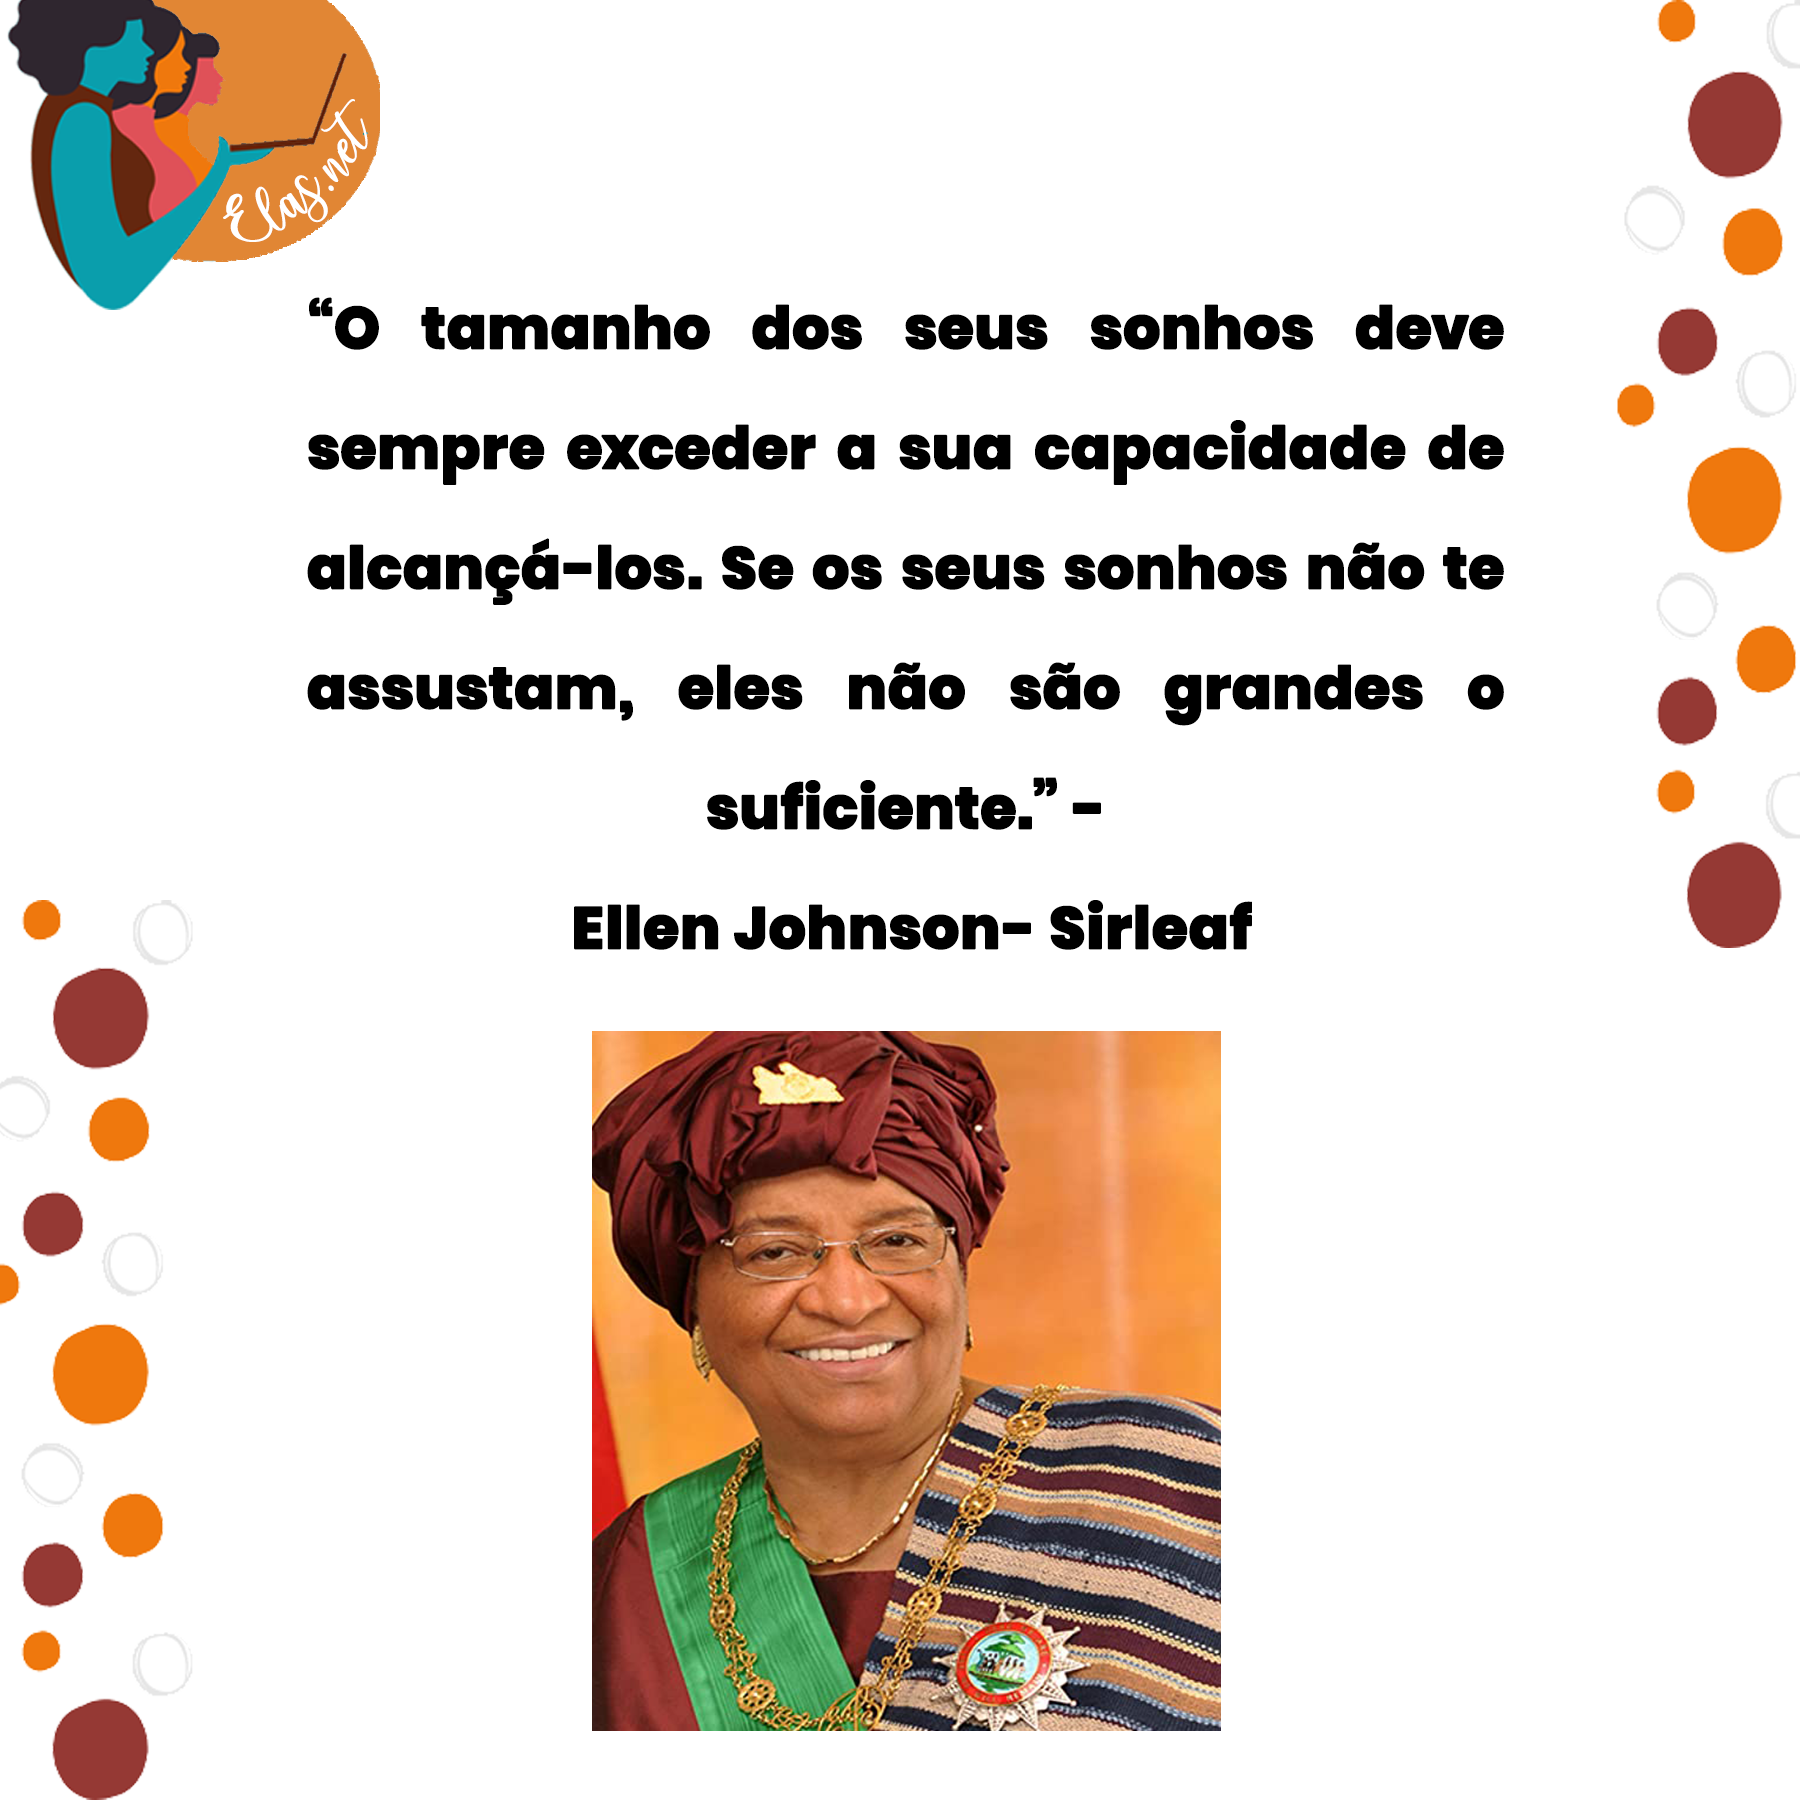 Elas.net
“O tamanho dos seus sonhos deve
sempre exceder a sua capacidade de
alcançá-los. Se os seus sonhos não te
assustam, eles não são grandes o
suficiente.” -
Ellen Johnson- Sirleaf